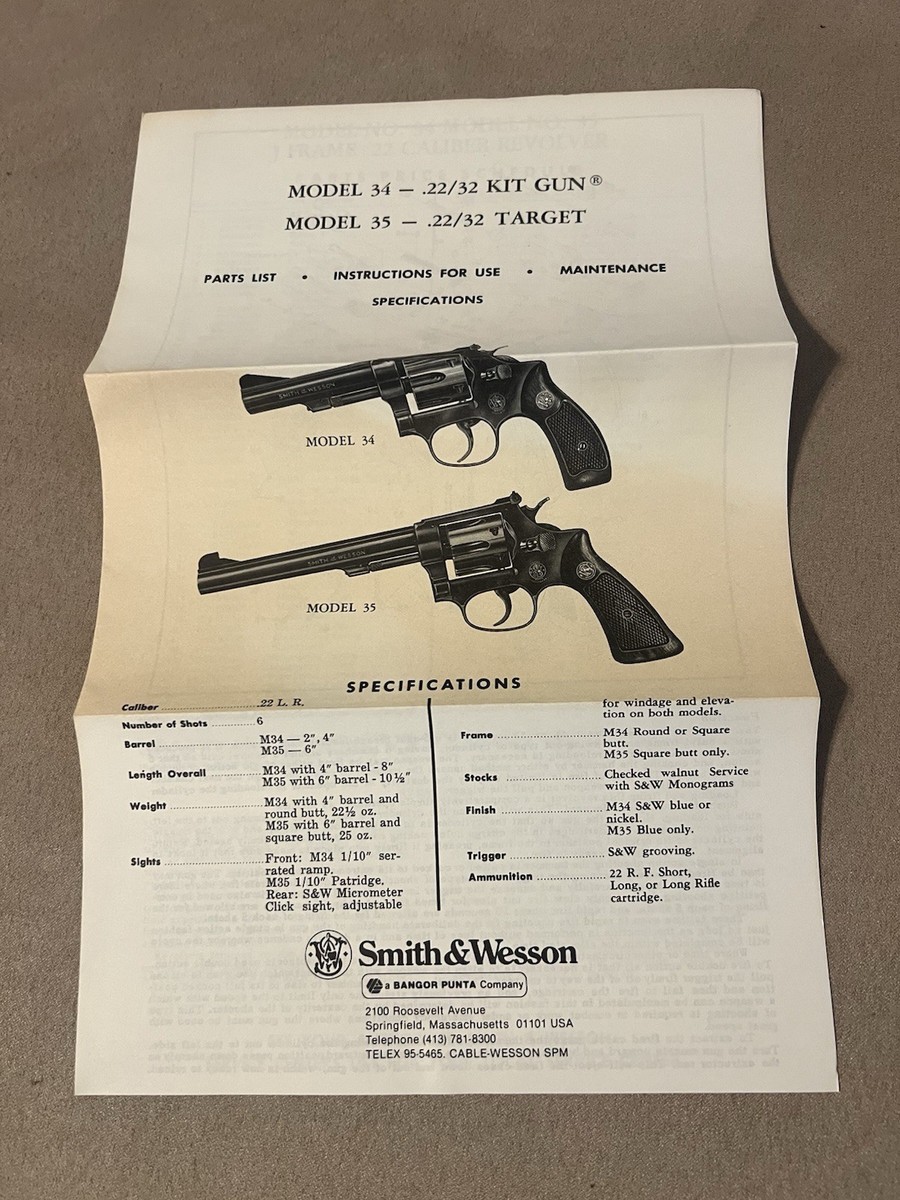 MODEL 34 — .22/32 KIT GUN®
MODEL 35 — .22/32 TARGET
PARTS LIST • INSTRUCTIONS FOR USE • MAINTENANCE
SPECIFICATIONS
SMITH & WESSON
MODEL 34
SMITH & WESSON
MODEL 35
SPECIFICATIONS
Caliber .22 L. R.
Number of Shots 6
Barrel M34 — 2", 4"
M35 — 6"
Length Overall M34 with 4" barrel - 8"
M35 with 6" barrel - 10½"
Weight M34 with 4" barrel and
round butt, 22½ oz.
M35 with 6" barrel and
square butt, 25 oz.
Sights Front: M34 1/10" ser-
rated ramp.
M35 1/10" Patridge.
Rear: S&W Micrometer
Click sight, adjustable
for windage and eleva-
tion on both models.
Frame M34 Round or Square
butt.
M35 Square butt only.
Stocks Checked walnut Service
with S&W Monograms
Finish M34 S&W blue or
nickel.
M35 Blue only.
Trigger S&W grooving.
Ammunition 22 R. F. Short,
Long, or Long Rifle
cartridge.
Smith & Wesson
a BANGOR PUNTA Company
2100 Roosevelt Avenue
Springfield, Massachusetts 01101 USA
Telephone (413) 781-8300
TELEX 95-5465. CABLE-WESSON SPM